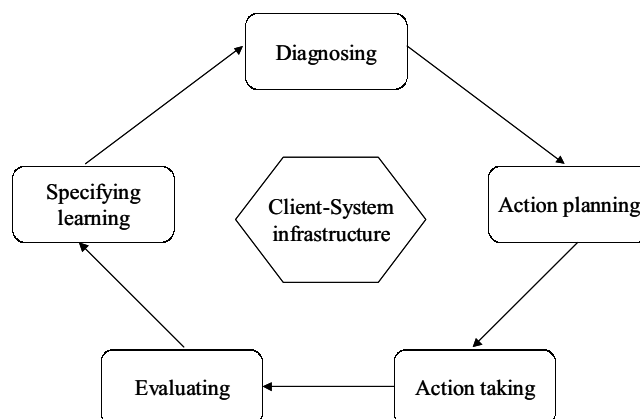 Diagnosing
Specifying
learning
Client-System
infrastructure
Action planning
Evaluating
Action taking